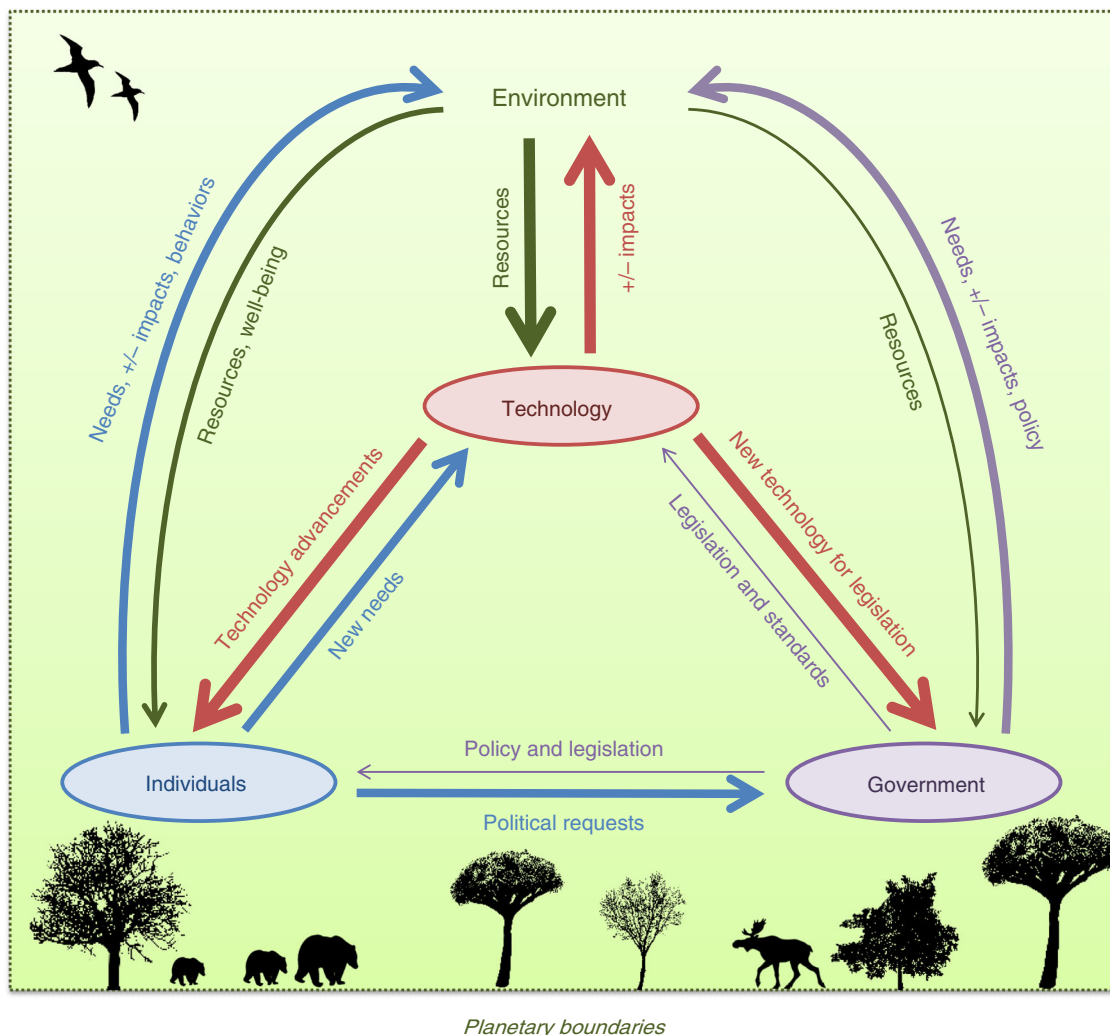 Environment
Needs, +/– impacts, behaviors
Resources, well-being
Resources
+/– impacts
Resources
Needs, +/– impacts, policy
Technology
Technology advancements
New needs
Legislation and standards
New technology for legislation
Policy and legislation
Individuals
Government
Political requests
Planetary boundaries